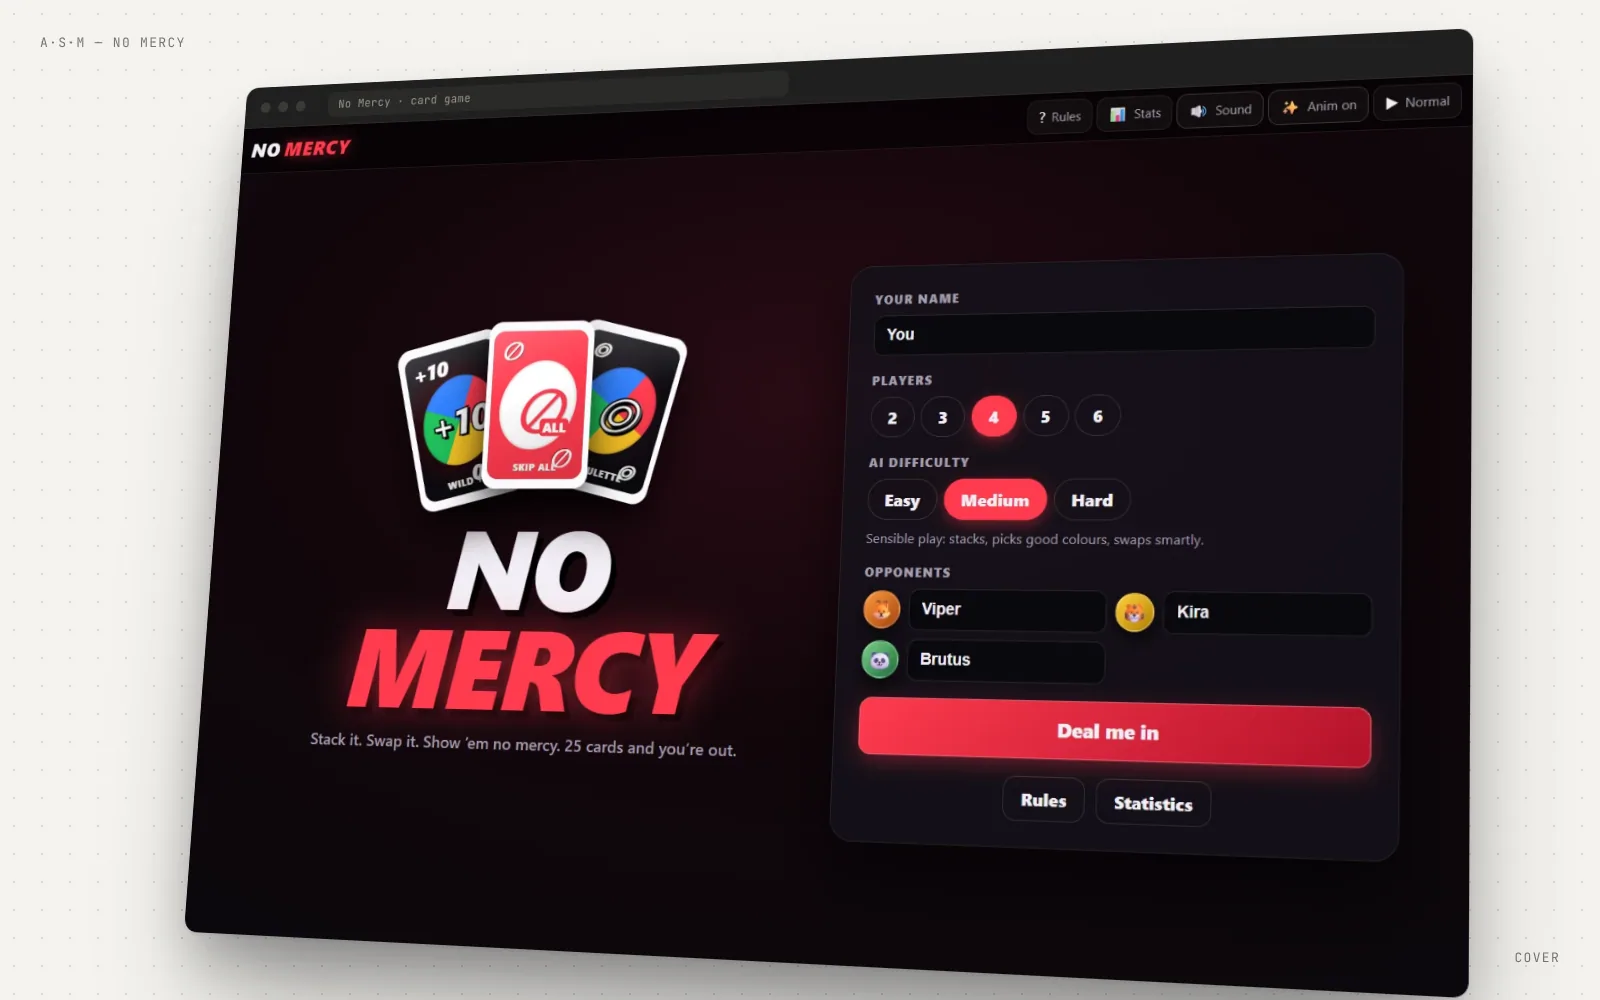 A·S·M — NO MERCY
No Mercy · card game
NO MERCY
? Rules
Stats
Sound
Anim on
Normal
+10
+10
WILD
ALL
SKIP ALL
NO
MERCY
Stack it. Swap it. Show 'em no mercy. 25 cards and you're out.
YOUR NAME
You
PLAYERS
2 3 4 5 6
AI DIFFICULTY
Easy Medium Hard
Sensible play: stacks, picks good colours, swaps smartly.
OPPONENTS
Viper
Kira
Brutus
Deal me in
Rules
Statistics
COVER